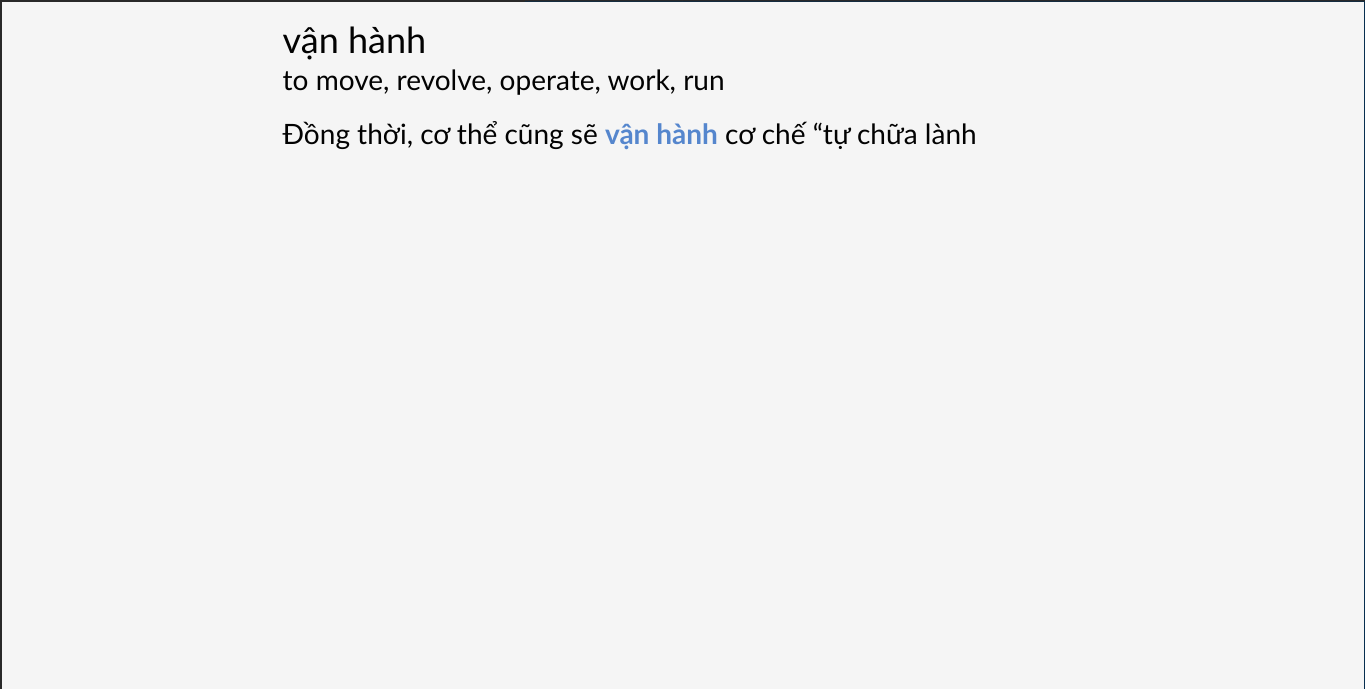 vận hành
to move, revolve, operate, work, run
Đồng thời, cơ thể cũng sẽ vận hành cơ chế “tự chữa lành